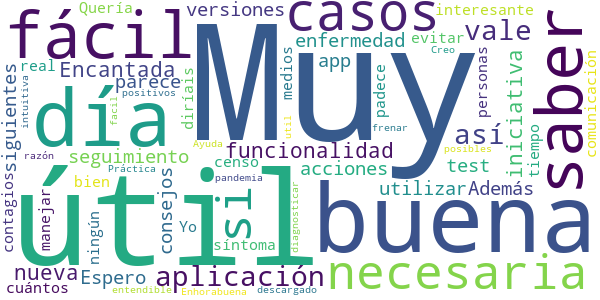 Quería
versiones
casos
interesante
fácil
Muy
vale
enfermedad
evitar
Creo
real
Encantada
parece
app
medios
padece
personas
saber
comunicacion
siguientes
intuitiva
positivos
facil
diríais
día
así
iniciativa
tiempo
razón
Práctica
seguimiento
funcionalidad
Ayuda
util
frenar
posibles
contagios
bien
censo
acciones
test
útil
si
consejos
utilizar
Además
manejar
ningún
Yo
síntoma
pandemia
diagnosticar
buena
nueva
Espero
aplicación
necesaria
cuántos
entendible
Enhorabuena
descargado